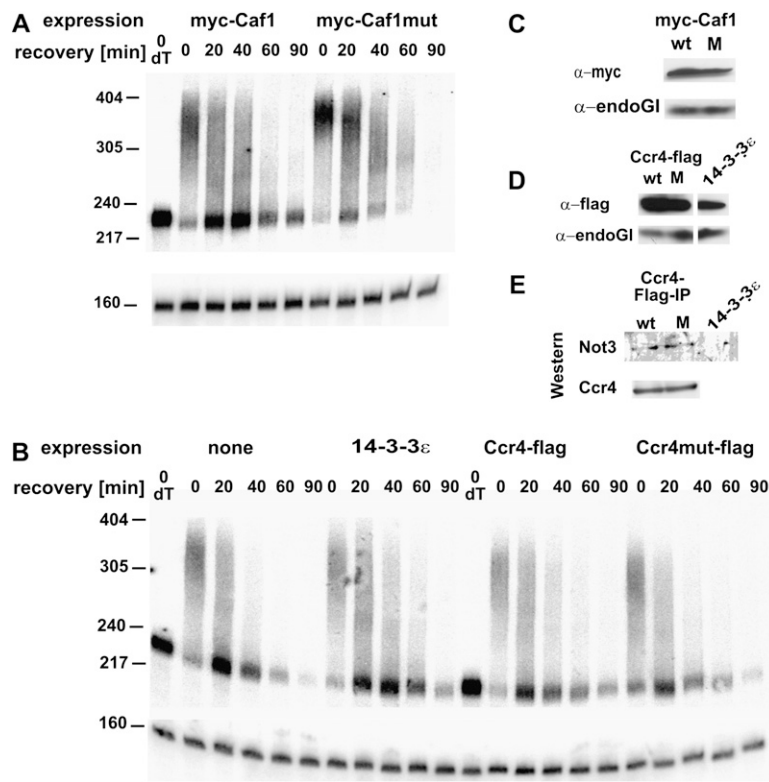 A
expression myc-Caf1 myc-Caf1mut
recovery [min] 0 dT 0 20 40 60 90 0 20 40 60 90
404
305
240
217
160
C
myc-Caf1
wt M
α-myc
α-endoGI
D
Ccr4-flag 14-3-3ε
wt M
α-flag
α-endoGI
E
Ccr4-
Flag-IP 14-3-3ε
wt M
Western
Not3
Ccr4
B
expression none 14-3-3ε Ccr4-flag Ccr4mut-flag
recovery [min] 0 dT 0 20 40 60 90 0 20 40 60 90 0 dT 0 20 40 60 90 0 20 40 60 90
404
305
240
217
160